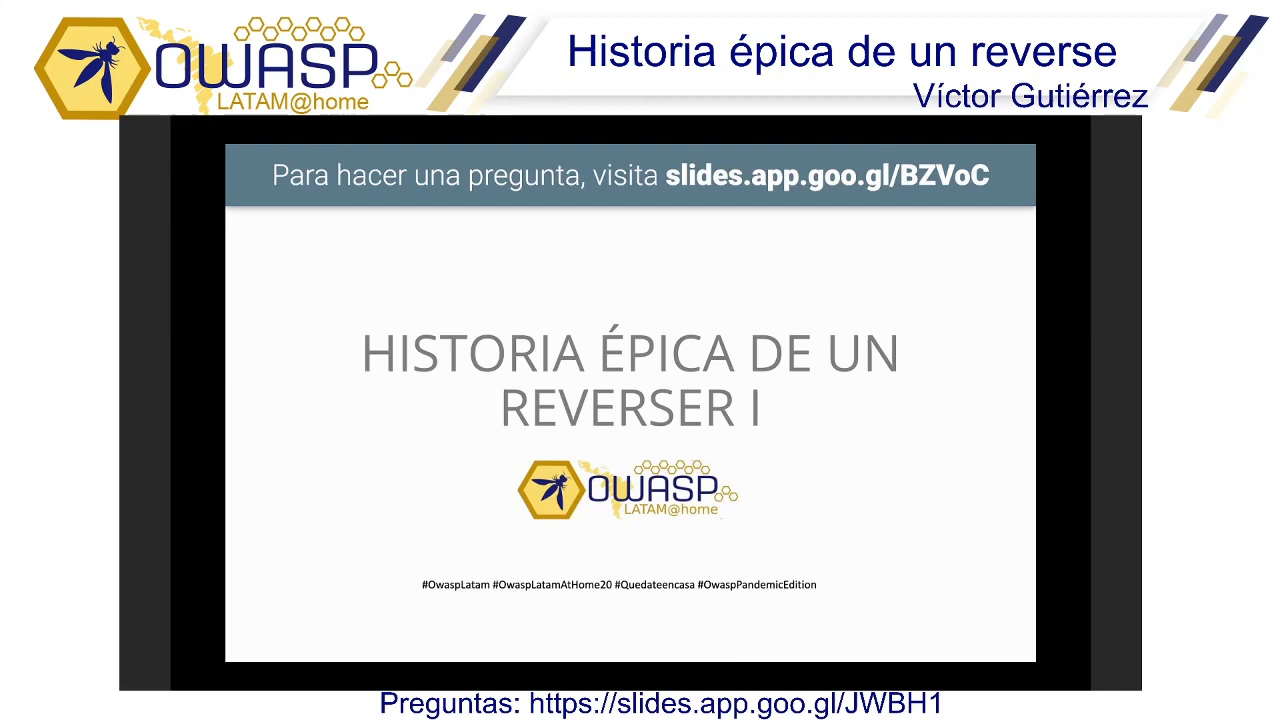 OWASP
LATAM@home
Historia épica de un reverse
Víctor Gutiérrez
Para hacer una pregunta, visita slides.app.goo.gl/BZVoC
HISTORIA ÉPICA DE UN
REVERSER I
OWASP
LATAM@home
#OwaspLatam #OwaspLatamAtHome20 #Quedateencasa #OwaspPandemicEdition
Preguntas: https://slides.app.goo.gl/JWBH1